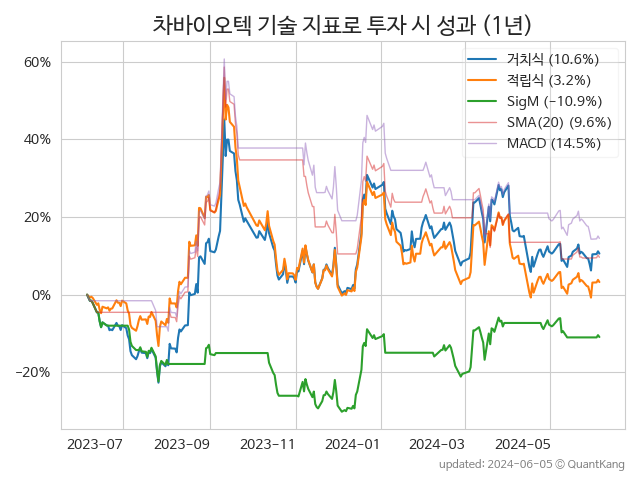 차바이오텍 기술 지표로 투자 시 성과 (1년)
거치식 (10.6%)
적립식 (3.2%)
SigM (−10.9%)
SMA(20) (9.6%)
MACD (14.5%)
60%
40%
20%
0%
−20%
2023-07
2023-09
2023-11
2024-01
2024-03
2024-05
updated: 2024-06-05 © QuantKang